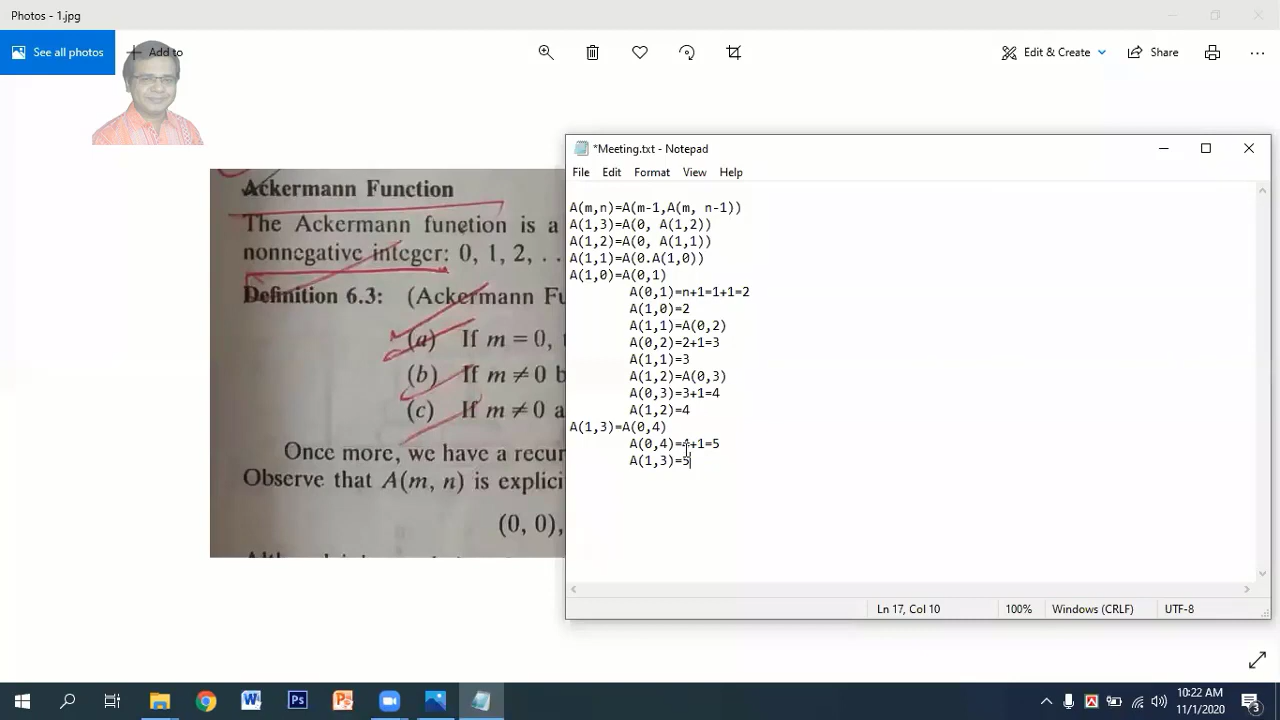 Photos - 1.jpg
See all photos
Add to
Edit & Create
Share
Ackermann Function
The Ackermann function is a
nonnegative integer: 0, 1, 2, . .
Definition 6.3: (Ackermann Fu
(a) If m = 0,
(b) If m ≠ 0 b
(c) If m ≠ 0 a
Once more, we have a recur
Observe that A(m, n) is explici
(0, 0),
*Meeting.txt - Notepad
File Edit Format View Help
A(m,n)=A(m-1,A(m, n-1))
A(1,3)=A(0, A(1,2))
A(1,2)=A(0, A(1,1))
A(1,1)=A(0.A(1,0))
A(1,0)=A(0,1)
A(0,1)=n+1=1+1=2
A(1,0)=2
A(1,1)=A(0,2)
A(0,2)=2+1=3
A(1,1)=3
A(1,2)=A(0,3)
A(0,3)=3+1=4
A(1,2)=4
A(1,3)=A(0,4)
A(0,4)=4+1=5
A(1,3)=5
Ln 17, Col 10
100%
Windows (CRLF)
UTF-8
10:22 AM
11/1/2020
3